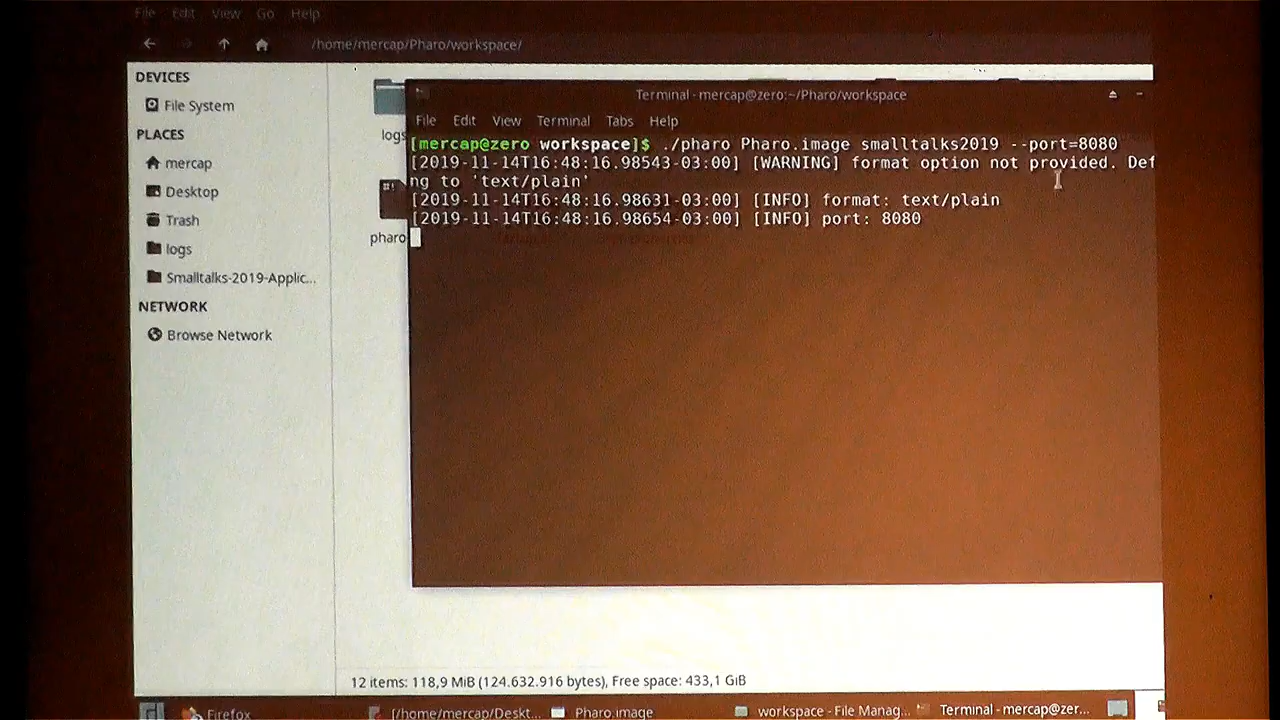 File Edit View Go Help
/home/mercap/Pharo/workspace/
DEVICES
File System
PLACES
mercap
Desktop
Trash
logs
Smalltalks-2019-Applic...
NETWORK
Browse Network
logs
pharo
Terminal - mercap@zero:~/Pharo/workspace
File Edit View Terminal Tabs Help
[mercap@zero workspace]$ ./pharo Pharo.image smalltalks2019 --port=8080
[2019-11-14T16:48:16.98543-03:00] [WARNING] format option not provided. Def
ng to 'text/plain'
[2019-11-14T16:48:16.98631-03:00] [INFO] format: text/plain
[2019-11-14T16:48:16.98654-03:00] [INFO] port: 8080
12 items: 118,9 MiB (124.632.916 bytes), Free space: 433,1 GiB
Firefox
[/home/mercap/Deskt...
Pharo.image
workspace - File Manag...
Terminal - mercap@zer...